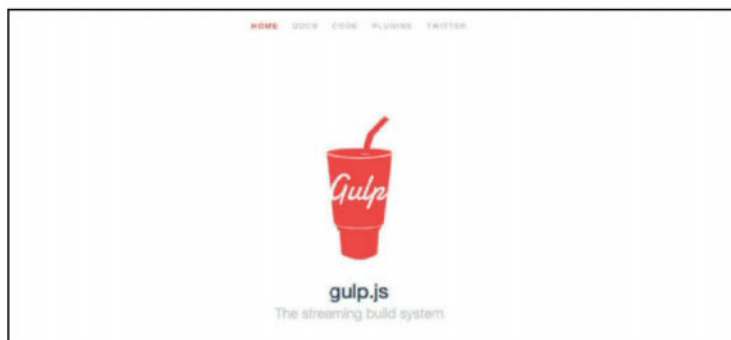 HOME DOCS CODE PLUGINS TWITTER
Gulp
gulp.js
The streaming build system